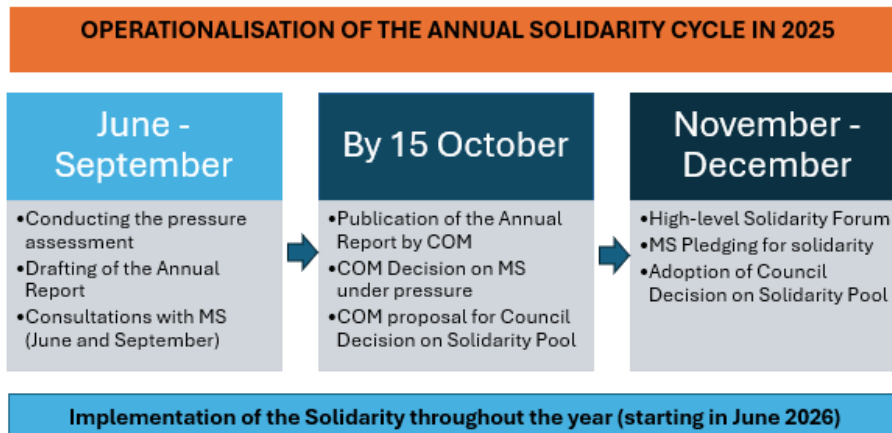 OPERATIONALISATION OF THE ANNUAL SOLIDARITY CYCLE IN 2025
June -
September
•Conducting the pressure
assessment
•Drafting of the Annual
Report
•Consultations with MS
(June and September)
By 15 October
•Publication of the Annual
Report by COM
•COM Decision on MS
under pressure
•COM proposal for Council
Decision on Solidarity Pool
November -
December
•High-level Solidarity Forum
•MS Pledging for solidarity
•Adoption of Council
Decision on Solidarity Pool
Implementation of the Solidarity throughout the year (starting in June 2026)